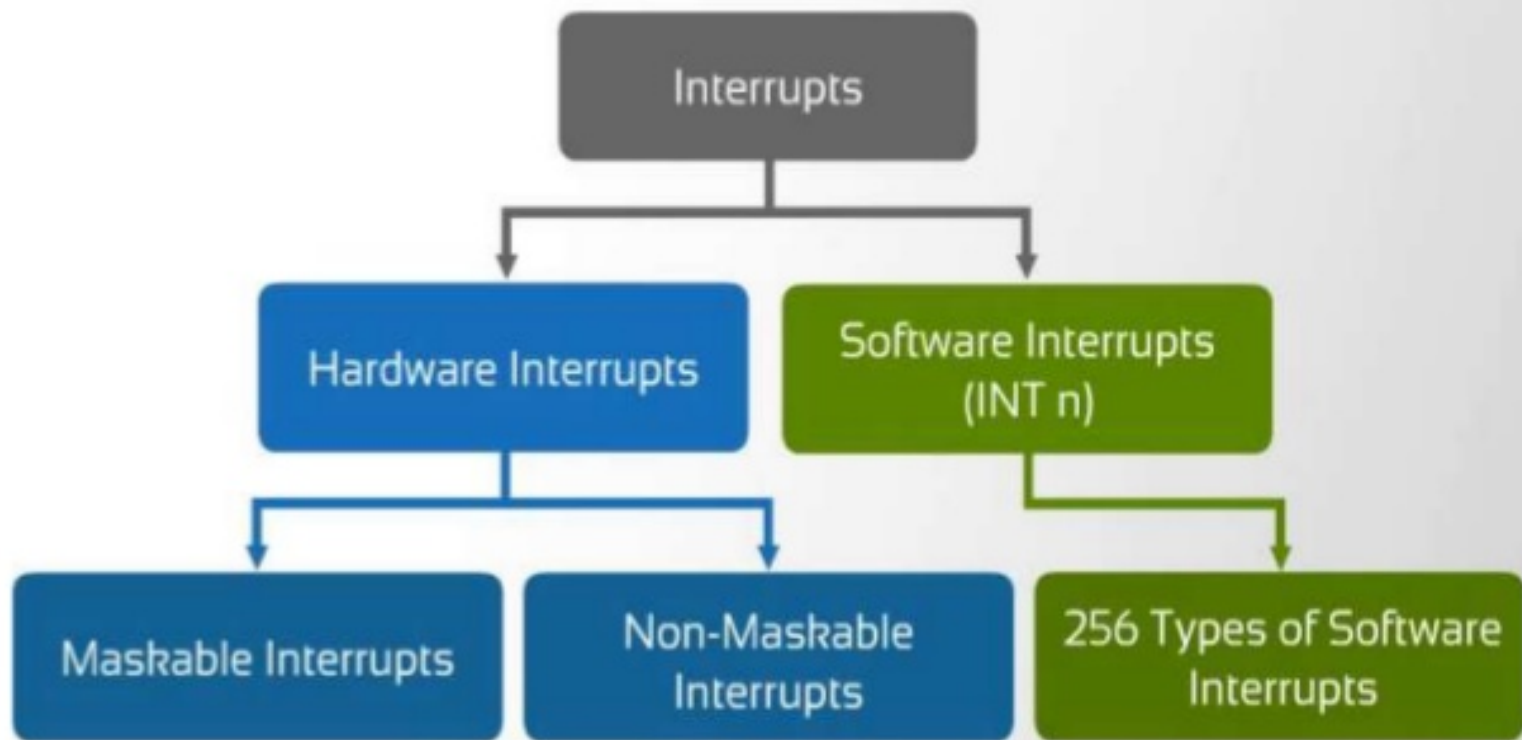 Interrupts
Hardware Interrupts
Software Interrupts
(INT n)
Maskable Interrupts
Non-Maskable
Interrupts
256 Types of Software
Interrupts